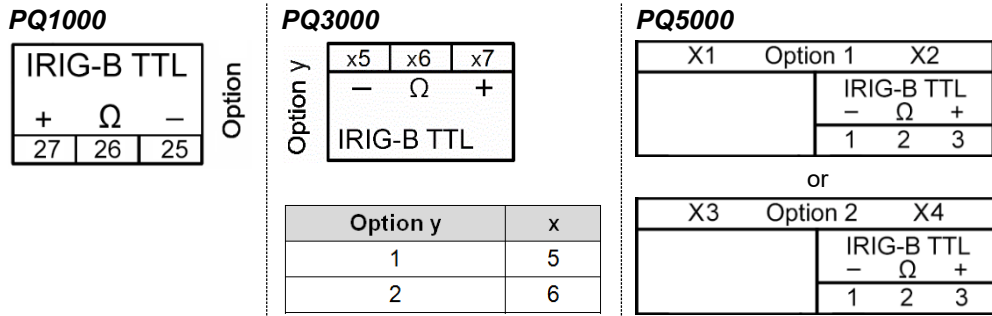 PQ1000
IRIG-B TTL
+ Ω –
27 26 25
Option
PQ3000
Option y
x5 x6 x7
– Ω +
IRIG-B TTL
Option y x
1 5
2 6
PQ5000
X1 Option 1 X2
IRIG-B TTL
– Ω +
1 2 3
or
X3 Option 2 X4
IRIG-B TTL
– Ω +
1 2 3